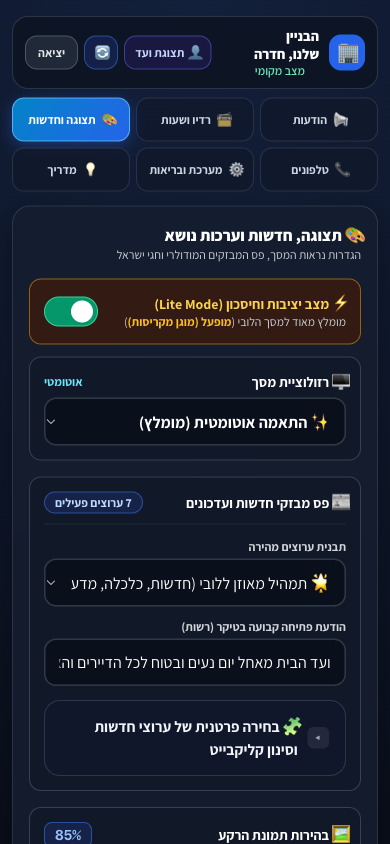 הבניין
שלנו, חדרה
מצב מקומי
👤 תצוגת ועד
🔄
יציאה
📢 הודעות
📻 רדיו ושעות
🎨 תצוגה וחדשות
📞 טלפונים
⚙️ מערכת ובריאות
💡 מדריך
🎨 תצוגה, חדשות וערכות נושא
הגדרות נראות המסך, פס המבזקים המודולרי וחגי ישראל
⚡ מצב יציבות וחיסכון (Lite Mode)
מומלץ מאוד למסך הלובי (מופעל (מוגן מקריסות))
🖥️ רזולוציית מסך
אוטומטי
✨ התאמה אוטומטית (מומלץ)
📰 פס מבזקי חדשות ועדכונים
7 ערוצים פעילים
תבנית ערוצים מהירה
🌟 תמהיל מאוזן ללובי (חדשות, כלכלה, מדע
הודעת פתיחה קבועה בטיקר (רשות)
ועד הבית מאחל יום נעים ובטוח לכל הדיירים
🧩 בחירה פרטנית של ערוצי חדשות
וסינון קליקבייט
🖼️ בהירות תמונת הרקע
85%